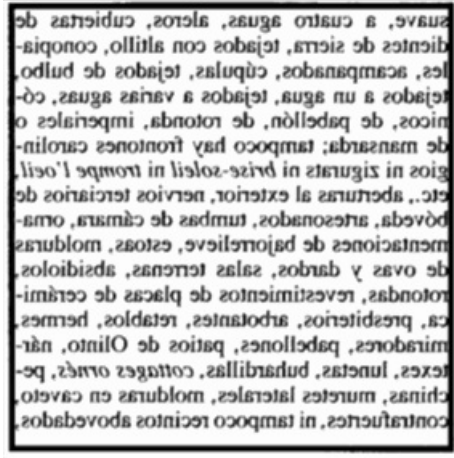 suave, a cuatro aguas, aleros, cubiertas de
dientes de sierra, tejados con altillo, conopia-
les, acampanados, cúpulas, tejados de bulbo,
tejados a un agua, tejados a varias aguas, có-
nicos, de pabellón, de rotonda, imperiales o
de mansarda; tampoco hay frontones carolin-
gios ni zigurats ni brise-soleil ni trompe l'oeil,
etc., aberturas al exterior, nervios terciarios de
bóveda, artesonados, tumbas de cámara, orna-
mentaciones de bajorrelieve, estoas, molduras
de ovas y dardos, salas terrenas, absidiolos,
rotondas, revestimientos de placas de cerámi-
ca, presbiterios, arbotantes, retablos, hermes,
miradores, pabellones, patios de Olinto, nár-
texes, lunetas, buhardillas, cottages ornés, pe-
chinas, muretes laterales, molduras en caveto,
contrafuertes, ni tampoco recintos abovedados,